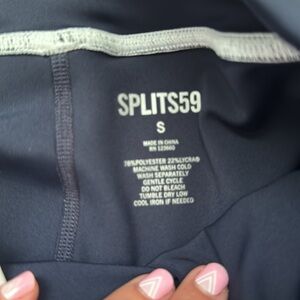 SPLITS59
S
MADE IN CHINA
RN 123660
78%POLYESTER 22%LYCRA®
MACHINE WASH COLD
WASH SEPARATELY
GENTLE CYCLE
DO NOT BLEACH
TUMBLE DRY LOW
COOL IRON IF NEEDED